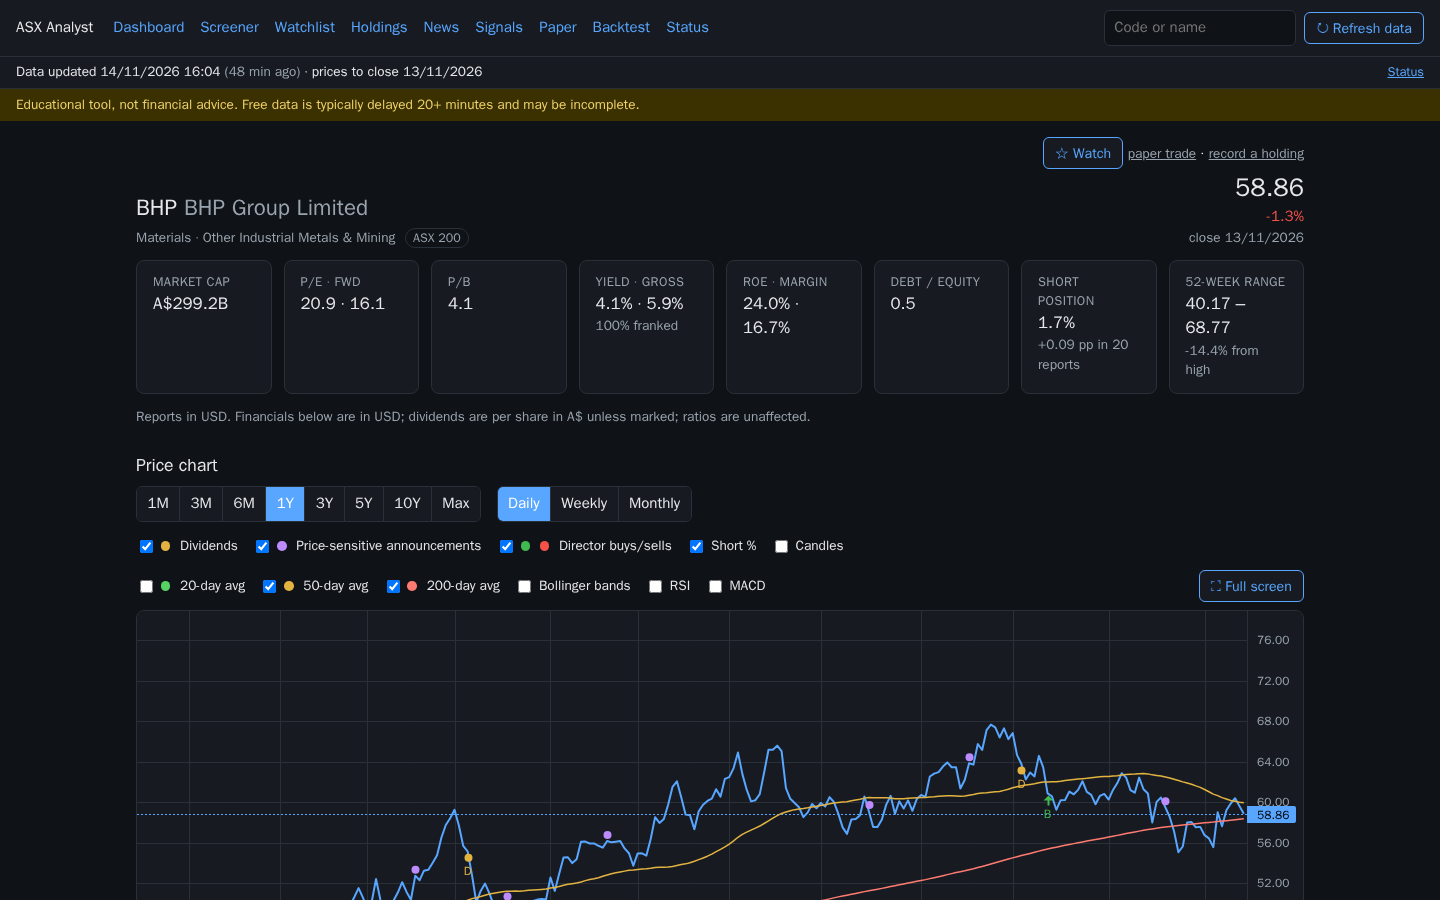 ASX Analyst Dashboard Screener Watchlist Holdings News Signals Paper Backtest Status Code or name Refresh data
Data updated 14/11/2026 16:04 (48 min ago) · prices to close 13/11/2026 Status
Educational tool, not financial advice. Free data is typically delayed 20+ minutes and may be incomplete.
☆ Watch paper trade · record a holding
58.86
BHP BHP Group Limited
-1.3%
Materials · Other Industrial Metals & Mining ASX 200
close 13/11/2026
MARKET CAP
A$299.2B
P/E · FWD
20.9 · 16.1
P/B
4.1
YIELD · GROSS
4.1% · 5.9%
100% franked
ROE · MARGIN
24.0% ·
16.7%
DEBT / EQUITY
0.5
SHORT
POSITION
1.7%
+0.09 pp in 20
reports
52-WEEK RANGE
40.17 –
68.77
-14.4% from
high
Reports in USD. Financials below are in USD; dividends are per share in A$ unless marked; ratios are unaffected.
Price chart
1M 3M 6M 1Y 3Y 5Y 10Y Max Daily Weekly Monthly
Dividends Price-sensitive announcements Director buys/sells Short % Candles
20-day avg 50-day avg 200-day avg Bollinger bands RSI MACD Full screen
76.00
72.00
68.00
64.00
D
60.00
B
58.86
56.00
D
52.00